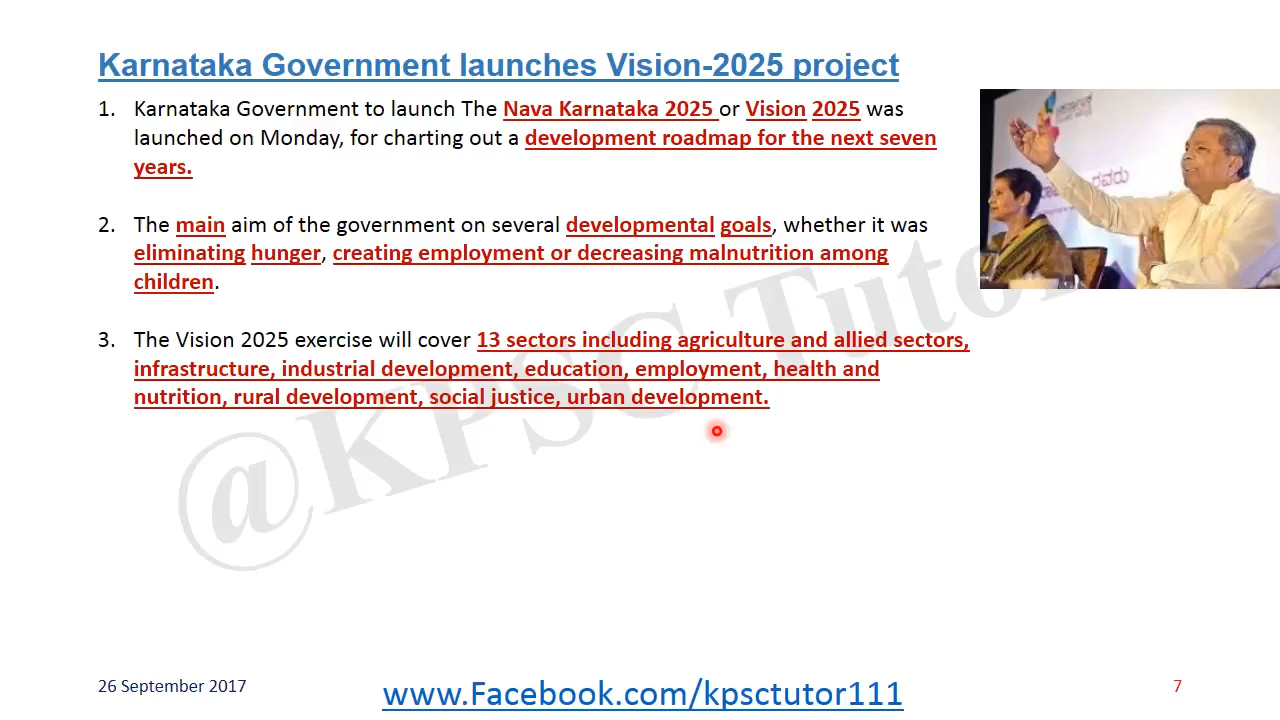 Karnataka Government launches Vision-2025 project
1. Karnataka Government to launch The Nava Karnataka 2025 or Vision 2025 was
launched on Monday, for charting out a development roadmap for the next seven
years.
2. The main aim of the government on several developmental goals, whether it was
eliminating hunger, creating employment or decreasing malnutrition among
children.
3. The Vision 2025 exercise will cover 13 sectors including agriculture and allied sectors,
infrastructure, industrial development, education, employment, health and
nutrition, rural development, social justice, urban development.
@KPSC Tutor
26 September 2017
www.Facebook.com/kpsctutor111
7